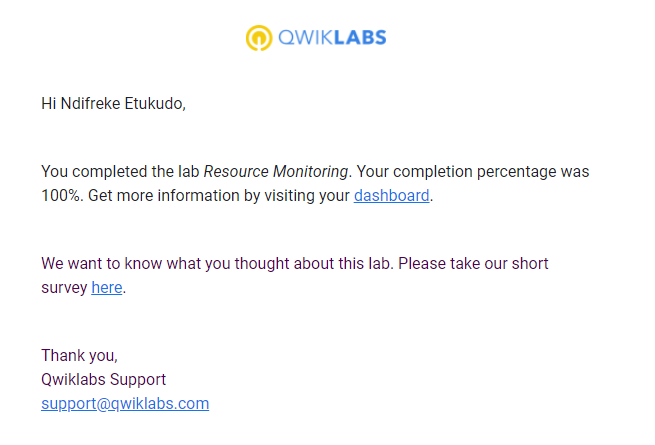 QWIKLABS
Hi Ndifreke Etukudo,
You completed the lab Resource Monitoring. Your completion percentage was
100%. Get more information by visiting your dashboard.
We want to know what you thought about this lab. Please take our short
survey here.
Thank you,
Qwiklabs Support
support@qwiklabs.com